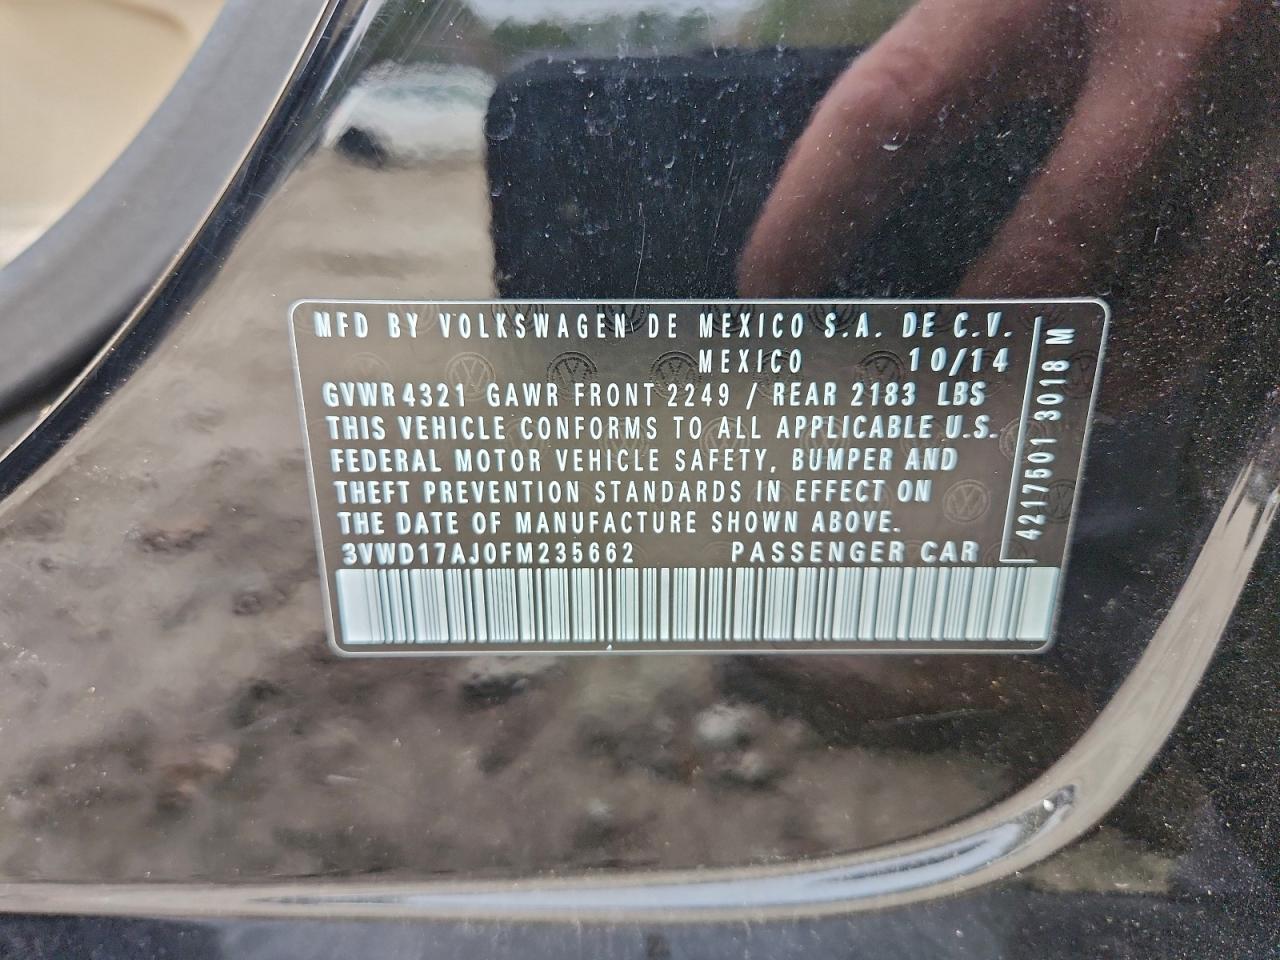 MFD BY VOLKSWAGEN DE MEXICO S.A. DE C.V.
MEXICO 10/14
GVWR 4321 GAWR FRONT 2249 / REAR 2183 LBS
THIS VEHICLE CONFORMS TO ALL APPLICABLE U.S.
FEDERAL MOTOR VEHICLE SAFETY, BUMPER AND
THEFT PREVENTION STANDARDS IN EFFECT ON
THE DATE OF MANUFACTURE SHOWN ABOVE.
3VWD17AJ0FM235662 PASSENGER CAR
4217501 3018 M